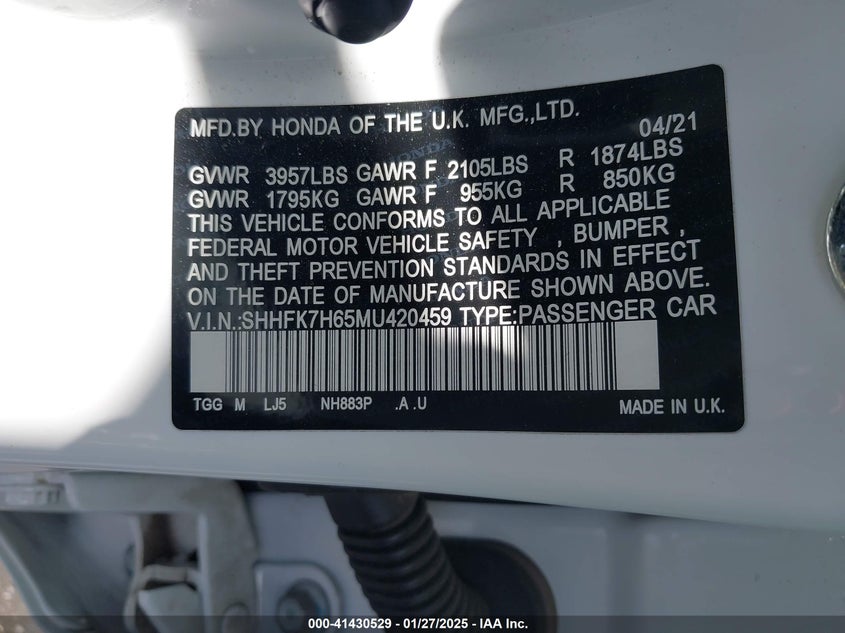 MFD.BY HONDA OF THE U.K. MFG.,LTD. 04/21
GVWR 3957LBS GAWR F 2105LBS R 1874LBS
GVWR 1795KG GAWR F 955KG R 850KG
THIS VEHICLE CONFORMS TO ALL APPLICABLE
FEDERAL MOTOR VEHICLE SAFETY , BUMPER ,
AND THEFT PREVENTION STANDARDS IN EFFECT
ON THE DATE OF MANUFACTURE SHOWN ABOVE.
V.I.N.:SHHFK7H65MU420459 TYPE:PASSENGER CAR
TGG M LJ5 NH883P .A .U MADE IN U.K.
000-41430529 - 01/27/2025 - IAA Inc.